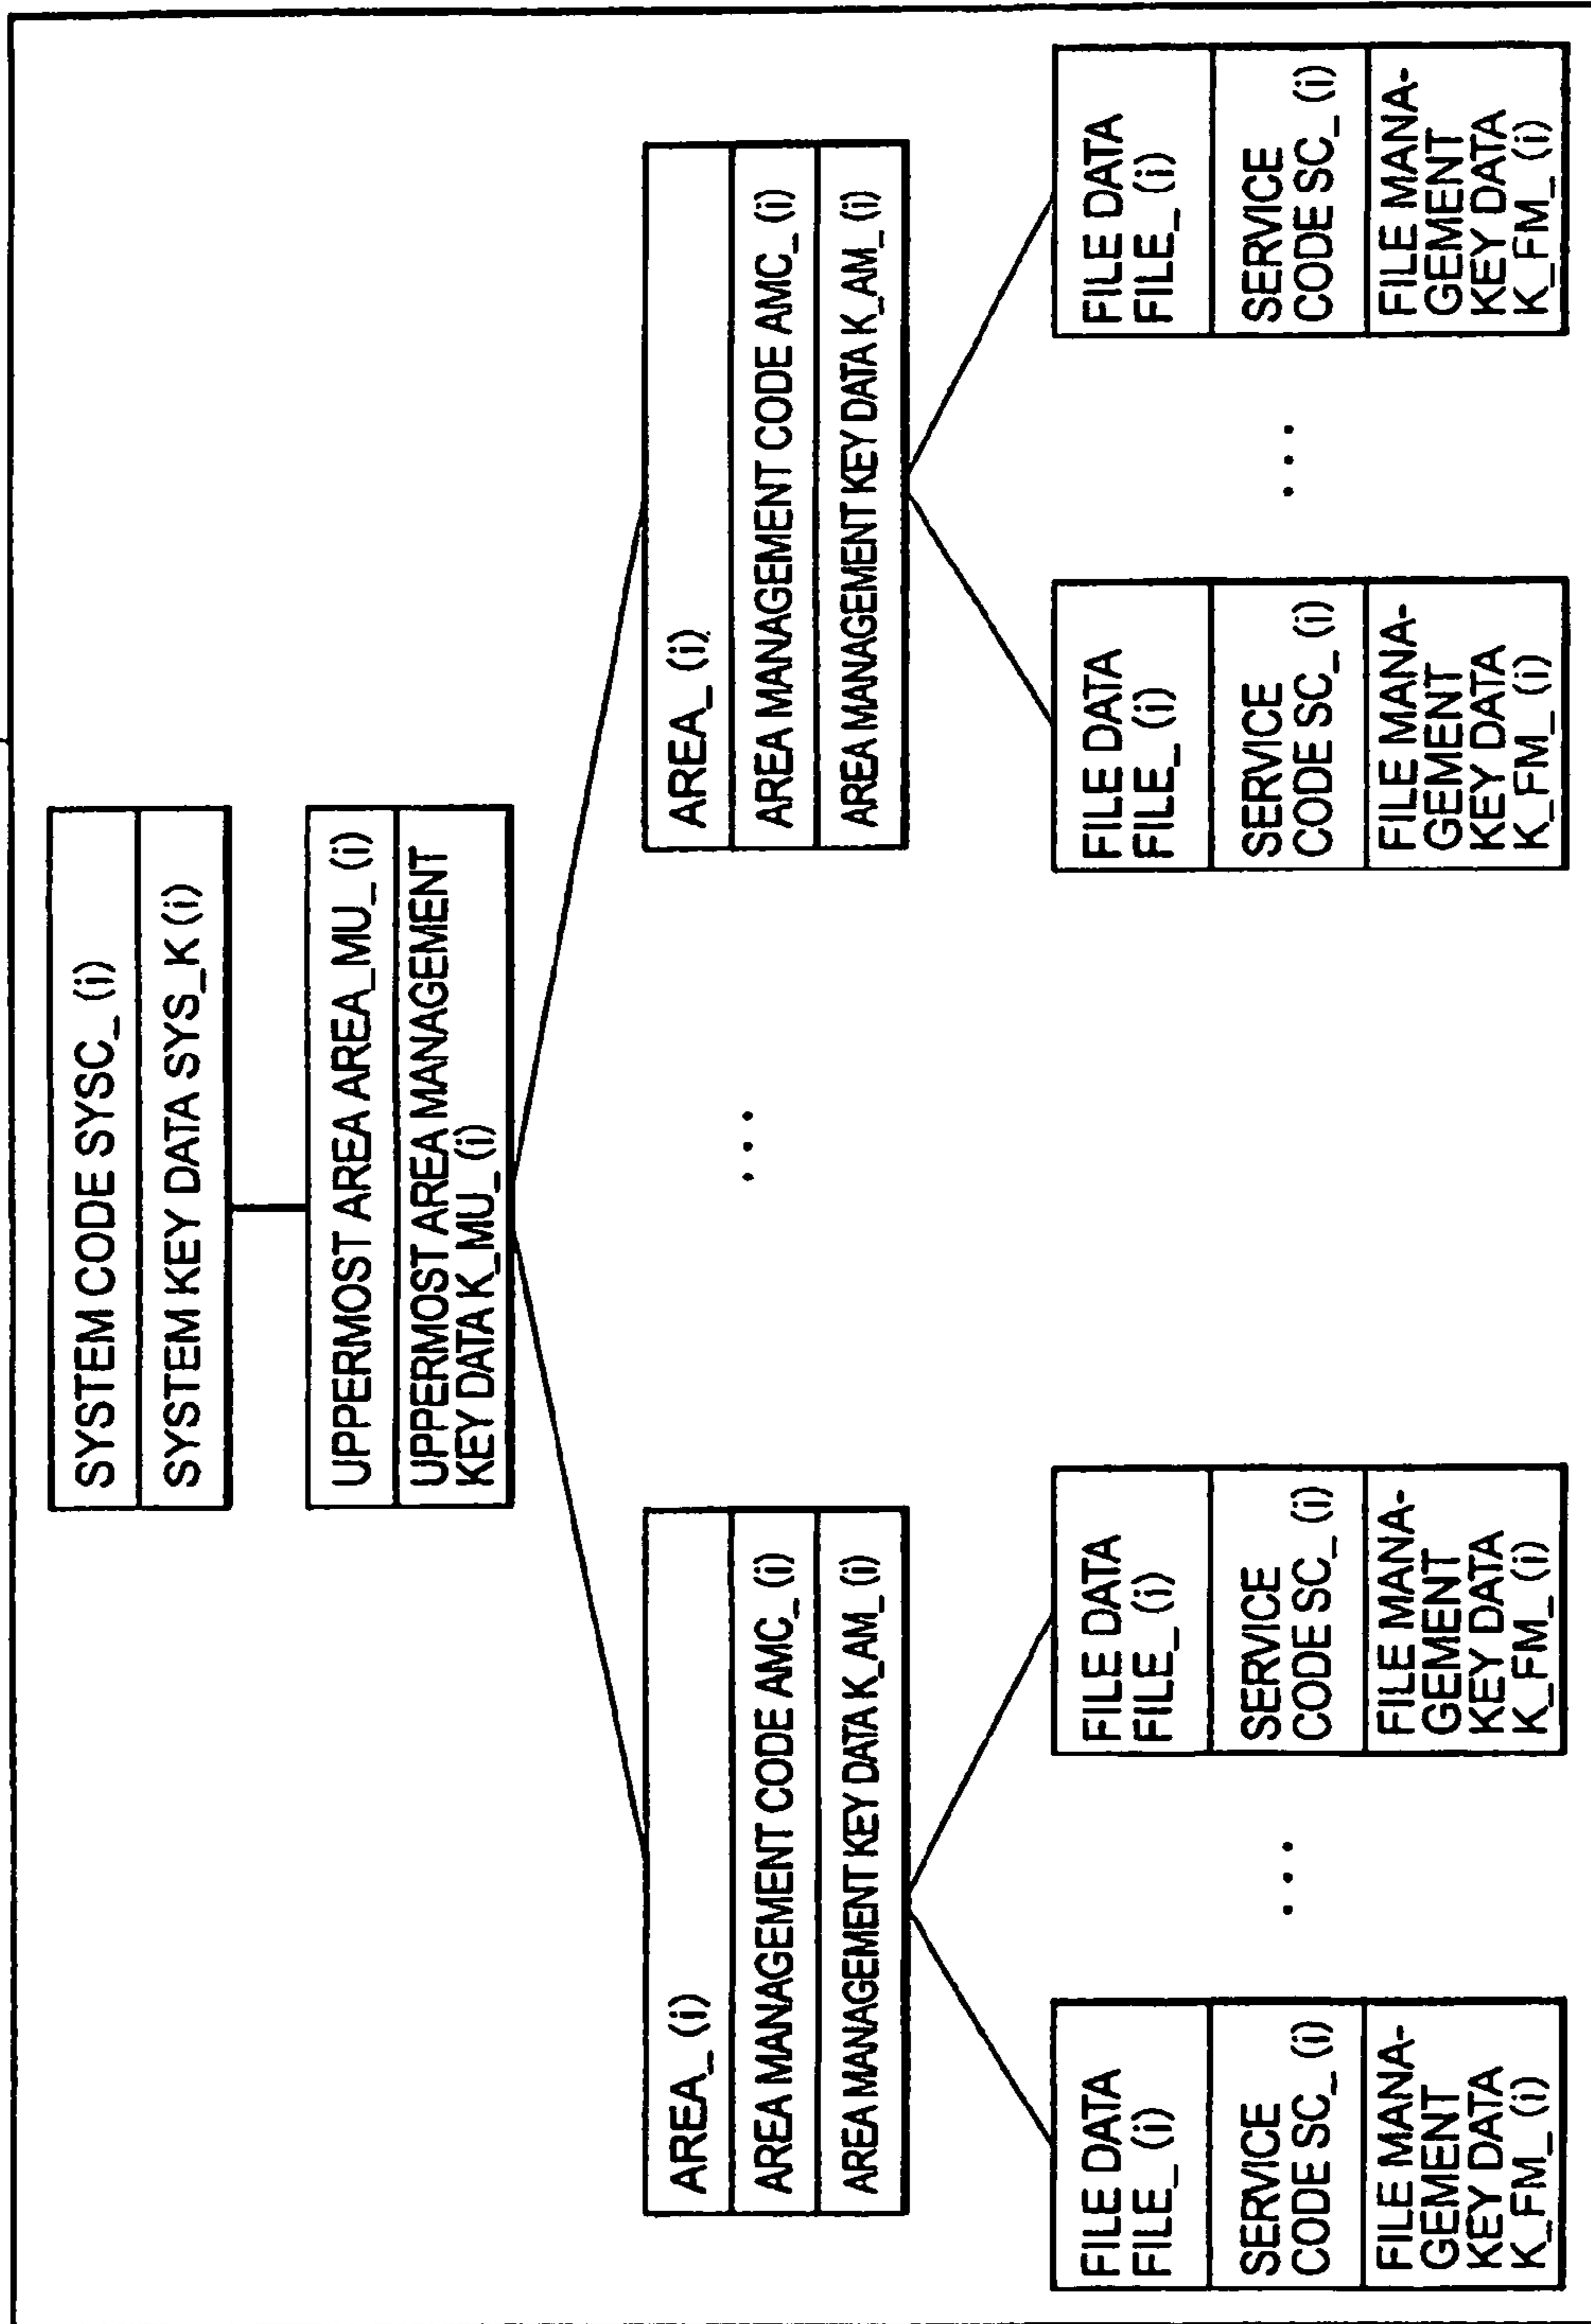 SYSTEM CODE SYSC_ (i)
SYSTEM KEY DATA SYS_K (i)
UPPERMOST AREA AREA_MU_ (i)
UPPERMOST AREA MANAGEMENT
KEY DATA K_MU_ (i)
AREA_ (i)
AREA MANAGEMENT CODE AMC_ (i)
AREA MANAGEMENT KEY DATA K_AM_ (i)
...
AREA_ (i)
AREA MANAGEMENT CODE AMC_ (i)
AREA MANAGEMENT KEY DATA K_AM_ (i)
FILE DATA
FILE_ (i)
SERVICE
CODE SC_ (i)
FILE MANA-
GEMENT
KEY DATA
K_FM_ (i)
...
FILE DATA
FILE_ (i)
SERVICE
CODE SC_ (i)
FILE MANA-
GEMENT
KEY DATA
K_FM_ (i)
FILE DATA
FILE_ (i)
SERVICE
CODE SC_ (i)
FILE MANA-
GEMENT
KEY DATA
K_FM_ (i)
...
FILE DATA
FILE_ (i)
SERVICE
CODE SC_ (i)
FILE MANA-
GEMENT
KEY DATA
K_FM_ (i)